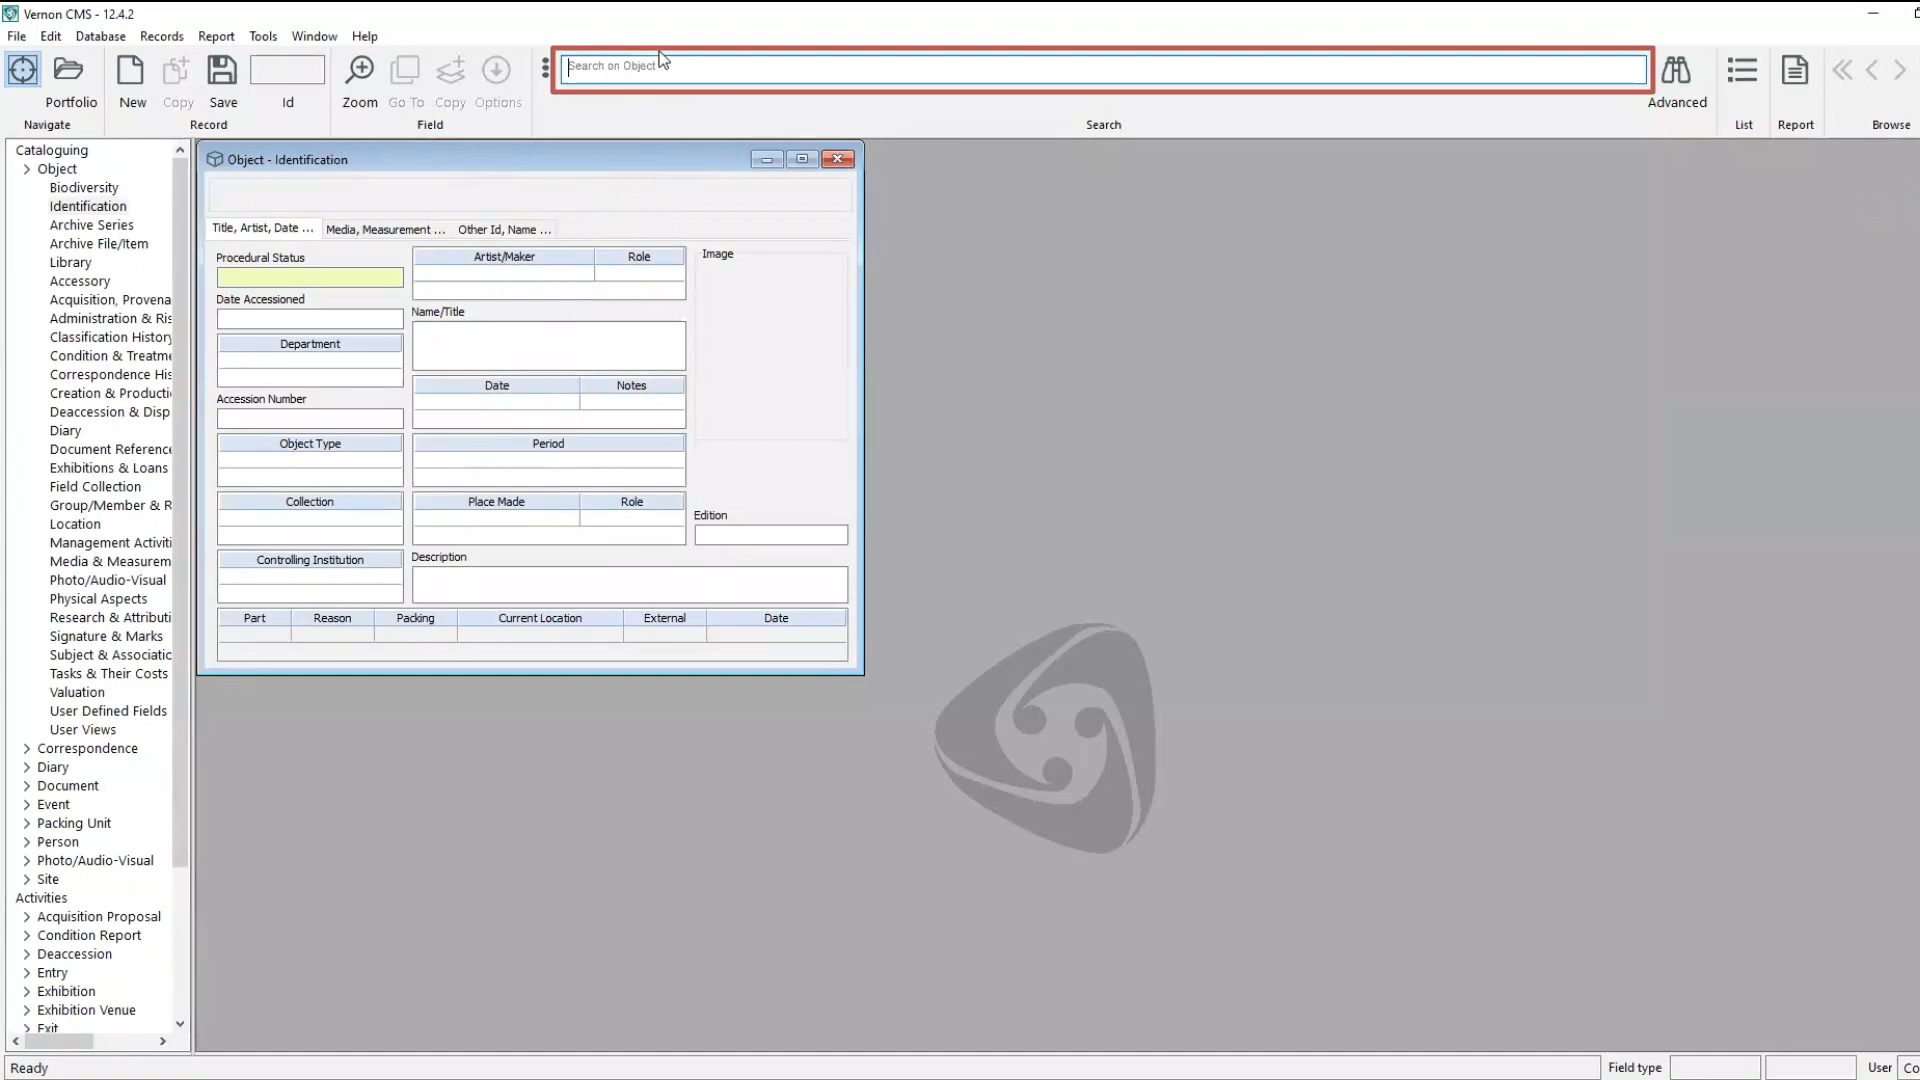 Vernon CMS - 12.4.2
File Edit Database Records Report Tools Window Help
Search on Object
Portfolio New Copy Save Id Zoom Go To Copy Options Advanced
Navigate Record Field Search List Report Browse
Cataloguing
Object
Biodiversity
Identification
Archive Series
Archive File/Item
Library
Accessory
Acquisition, Provena
Administration & Ris
Classification History
Condition & Treatme
Correspondence His
Creation & Producti
Deaccession & Disp
Diary
Document Reference
Exhibitions & Loans
Field Collection
Group/Member & R
Location
Management Activiti
Media & Measurem
Photo/Audio-Visual
Physical Aspects
Research & Attributi
Signature & Marks
Subject & Associatic
Tasks & Their Costs
Valuation
User Defined Fields
User Views
Correspondence
Diary
Document
Event
Packing Unit
Person
Photo/Audio-Visual
Site
Activities
Acquisition Proposal
Condition Report
Deaccession
Entry
Exhibition
Exhibition Venue
Exit
Object - Identification
Title, Artist, Date ... Media, Measurement ... Other Id, Name ...
Procedural Status
Date Accessioned
Department
Accession Number
Object Type
Collection
Controlling Institution
Artist/Maker Role
Name/Title
Date Notes
Period
Place Made Role
Description
Image
Edition
Part Reason Packing Current Location External Date
Ready Field type User Co